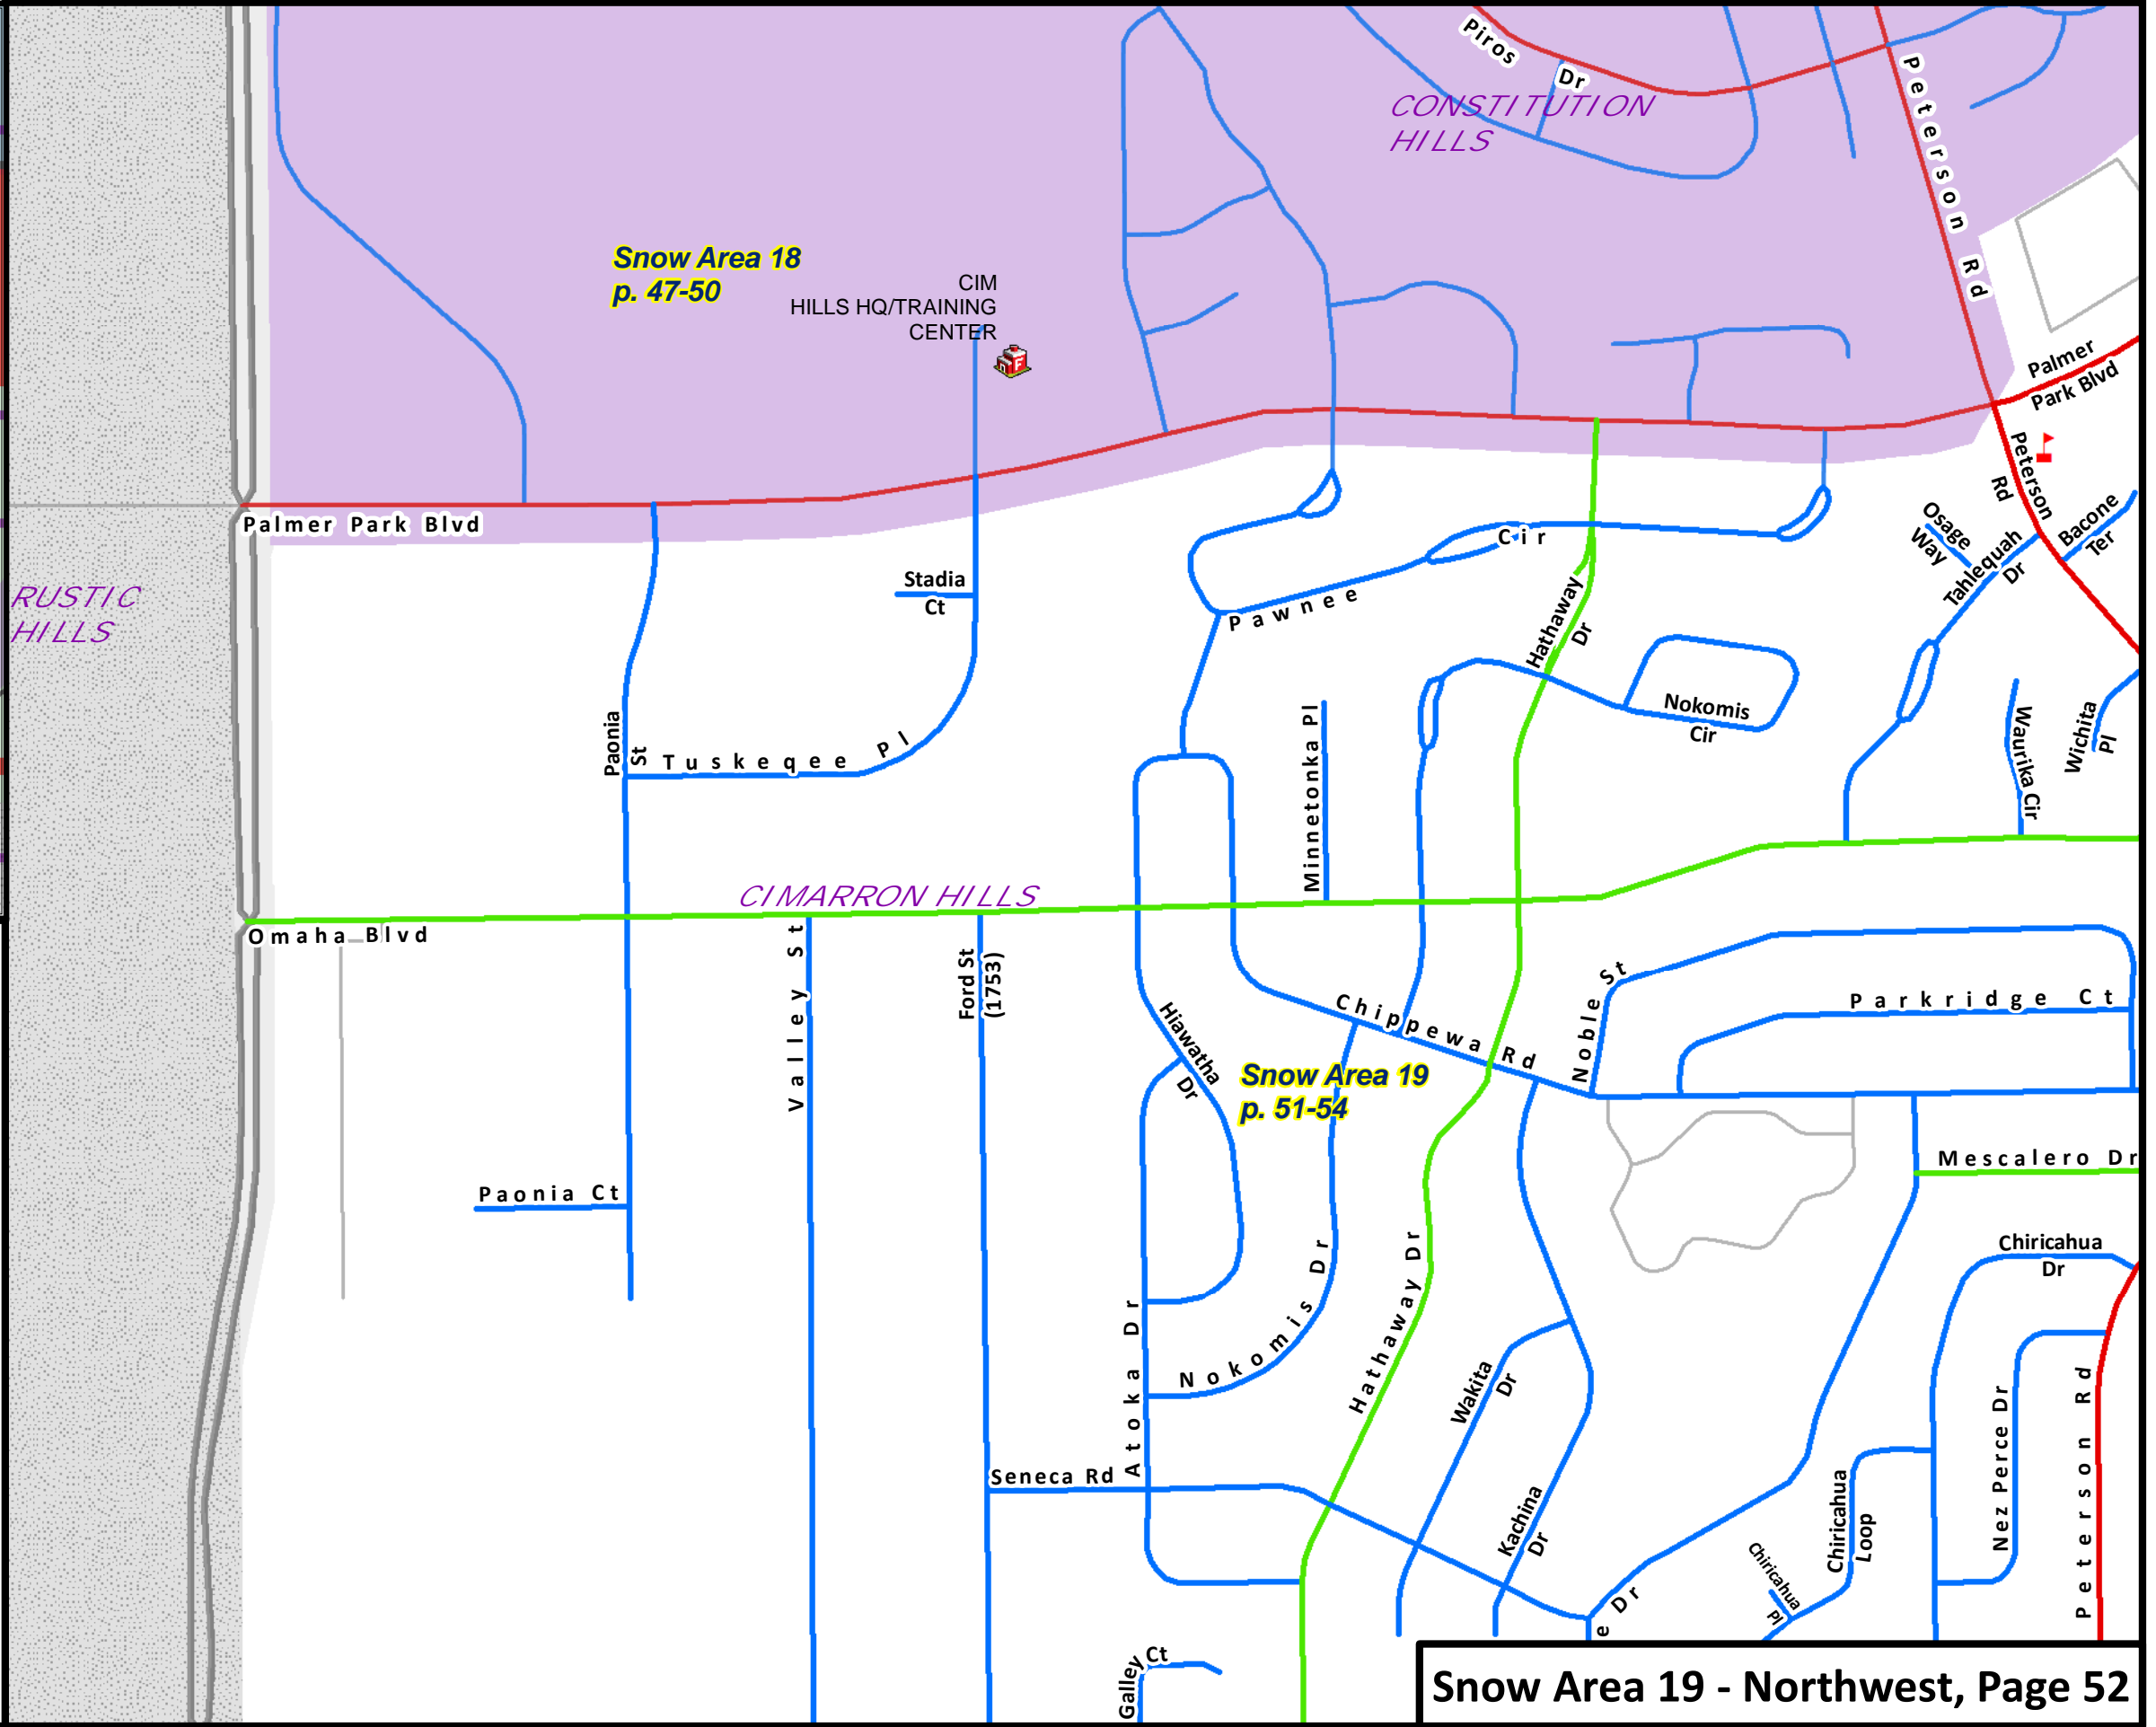 Piros
Dr
CONSTITUTION
HILLS
Peterson Rd
Snow Area 18
p. 47-50
CIM
HILLS HQ/TRAINING
CENTER
Palmer
Park Blvd
Peterson
Rd
Palmer Park Blvd
Osage
Way
Bacone
Ter
Tahlequah
Dr
Cir
Pawnee
Stadia
Ct
RUSTIC
HILLS
Hathaway
Dr
Nokomis
Cir
Paonia
St
Tuskeqee Pl
Minnetonka Pl
Waurika Cir
Wichita
Pl
CIMARRON HILLS
Omaha Blvd
Valley St
Ford St
(1753)
Chippewa Rd
Noble St
Parkridge Ct
Hiawatha
Dr
Snow Area 19
p. 51-54
Mescalero Dr
Paonia Ct
Chiricahua
Dr
Nokomis Dr
Hathaway Dr
Atoka Dr
Wakita
Dr
Nez Perce Dr
Peterson Rd
Seneca Rd
Kachina
Dr
Chiricahua
Loop
Chiricahua
Pl
Dr
e
Galley Ct
Snow Area 19 - Northwest, Page 52